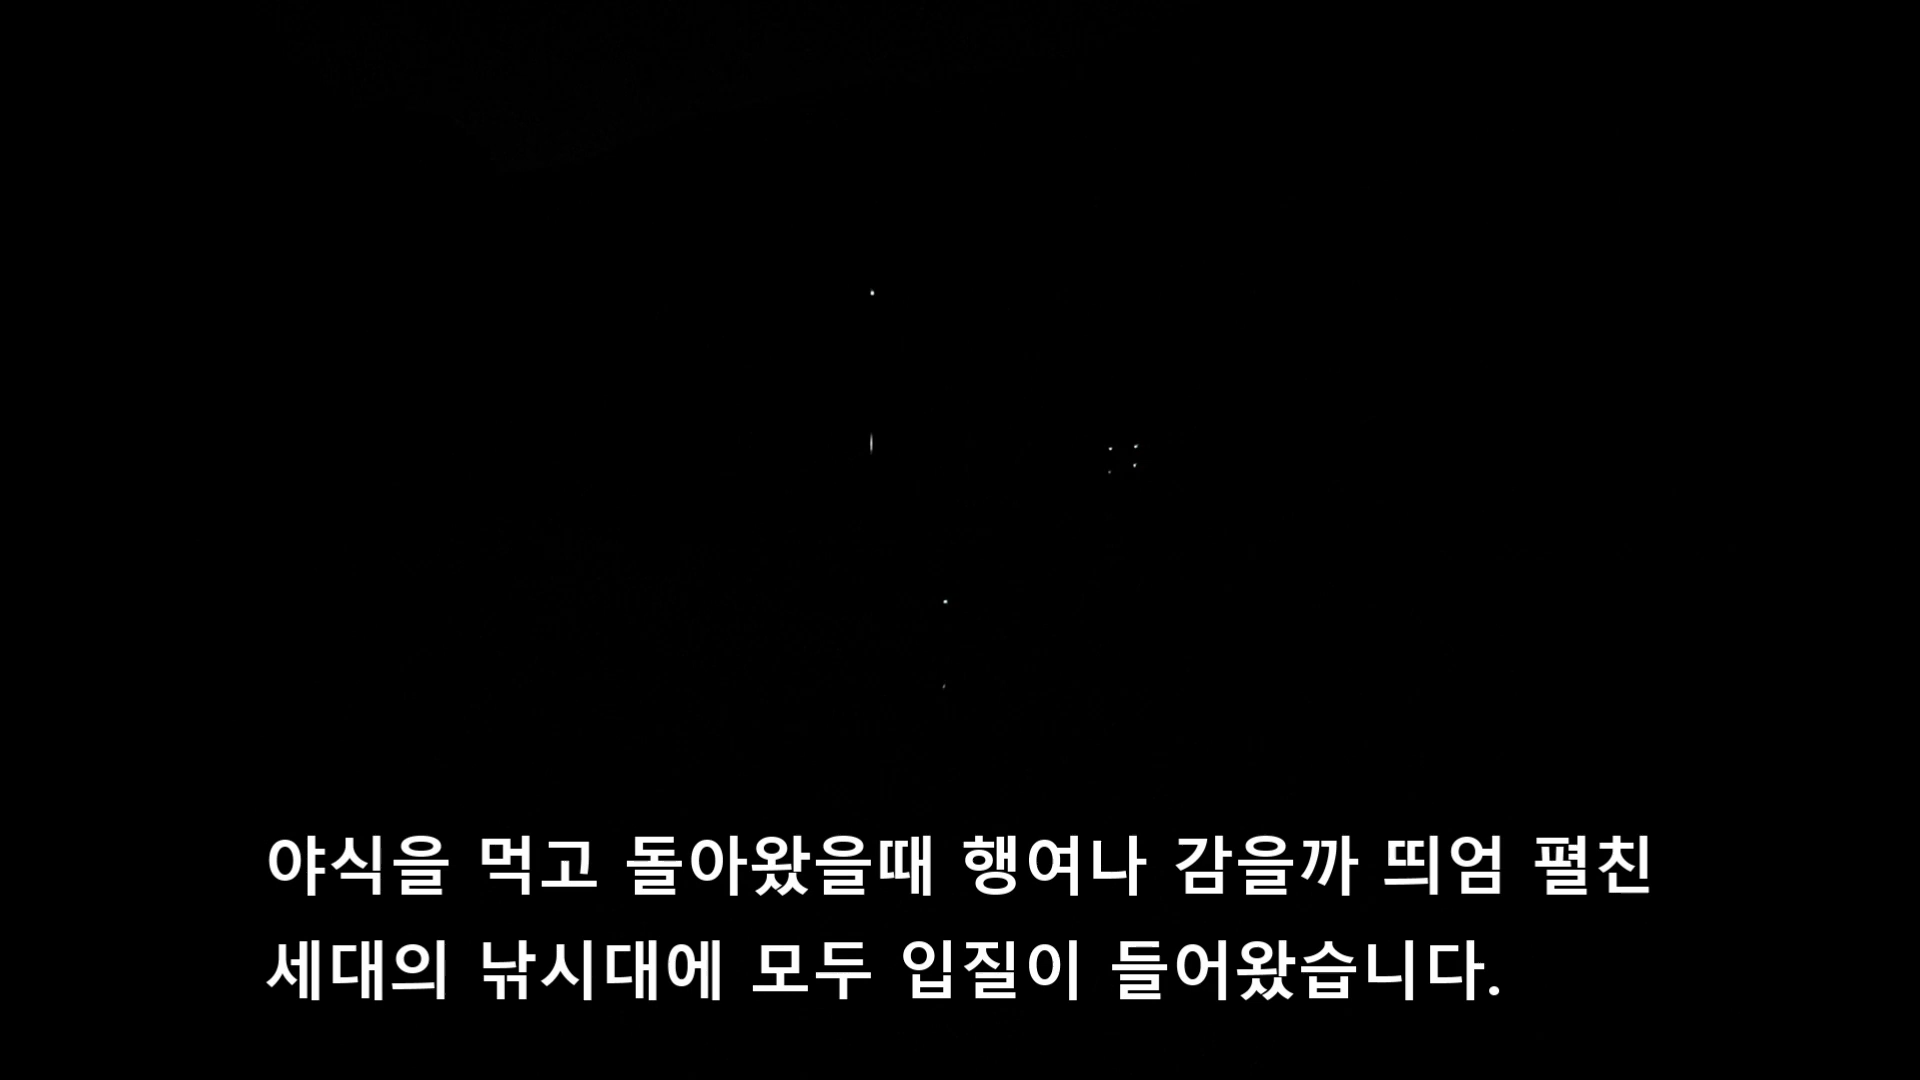 야식을 먹고 돌아왔을때 행여나 감을까 띄엄 펼친
세대의 낚시대에 모두 입질이 들어왔습니다.